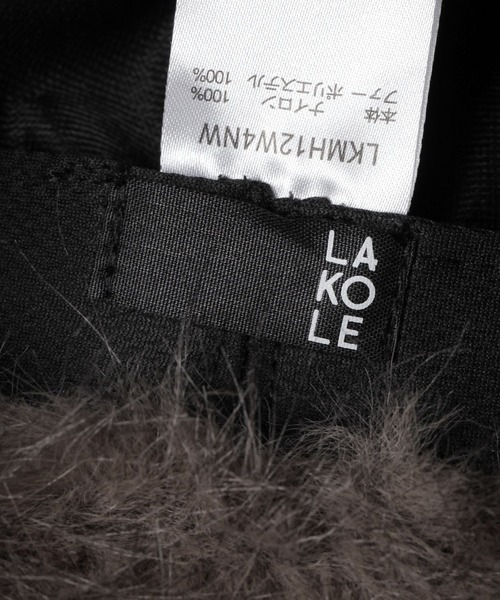 LKMH12W4NW
本体 ナイロン 100%
ファー ポリエステル 100%
LA
KO
LE